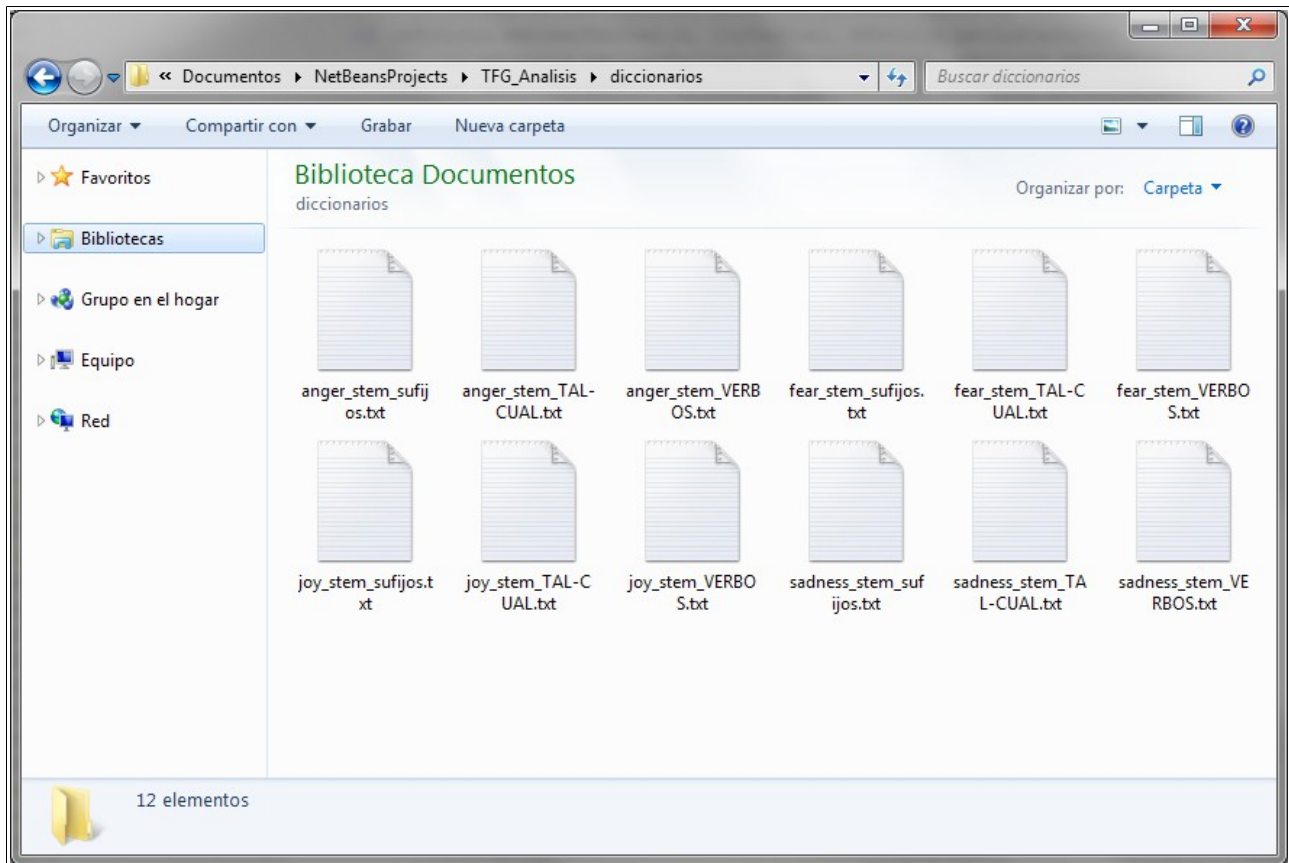 « Documentos ▸ NetBeansProjects ▸ TFG_Analisis ▸ diccionarios
Buscar diccionarios
Organizar Compartir con Grabar Nueva carpeta
Favoritos
Bibliotecas
Grupo en el hogar
Equipo
Red
Biblioteca Documentos
diccionarios
Organizar por: Carpeta
anger_stem_sufij
os.txt
anger_stem_TAL-
CUAL.txt
anger_stem_VERB
OS.txt
fear_stem_sufijos.
txt
fear_stem_TAL-C
UAL.txt
fear_stem_VERBO
S.txt
joy_stem_sufijos.t
xt
joy_stem_TAL-C
UAL.txt
joy_stem_VERBO
S.txt
sadness_stem_suf
ijos.txt
sadness_stem_TA
L-CUAL.txt
sadness_stem_VE
RBOS.txt
12 elementos